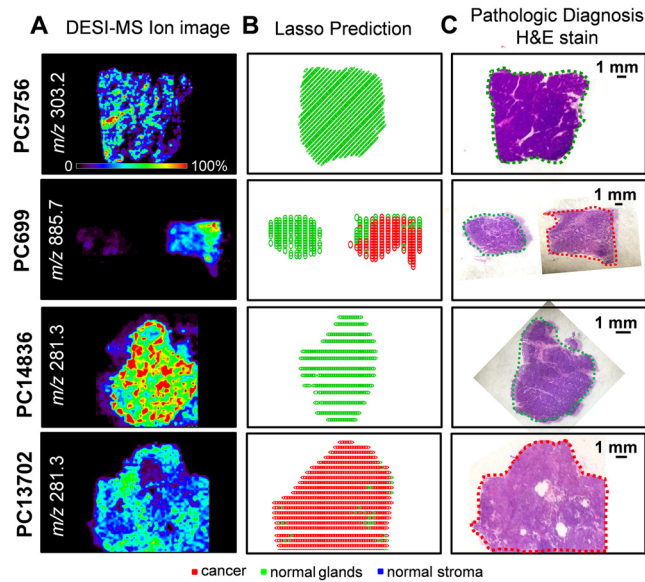 A DESI-MS Ion image
B Lasso Prediction
C Pathologic Diagnosis
H&E stain
PC5756
m/z 303.2
0 100%
1 mm
PC699
m/z 885.7
1 mm
PC14836
m/z 281.3
1 mm
PC13702
m/z 281.3
1 mm
cancer normal glands normal stroma